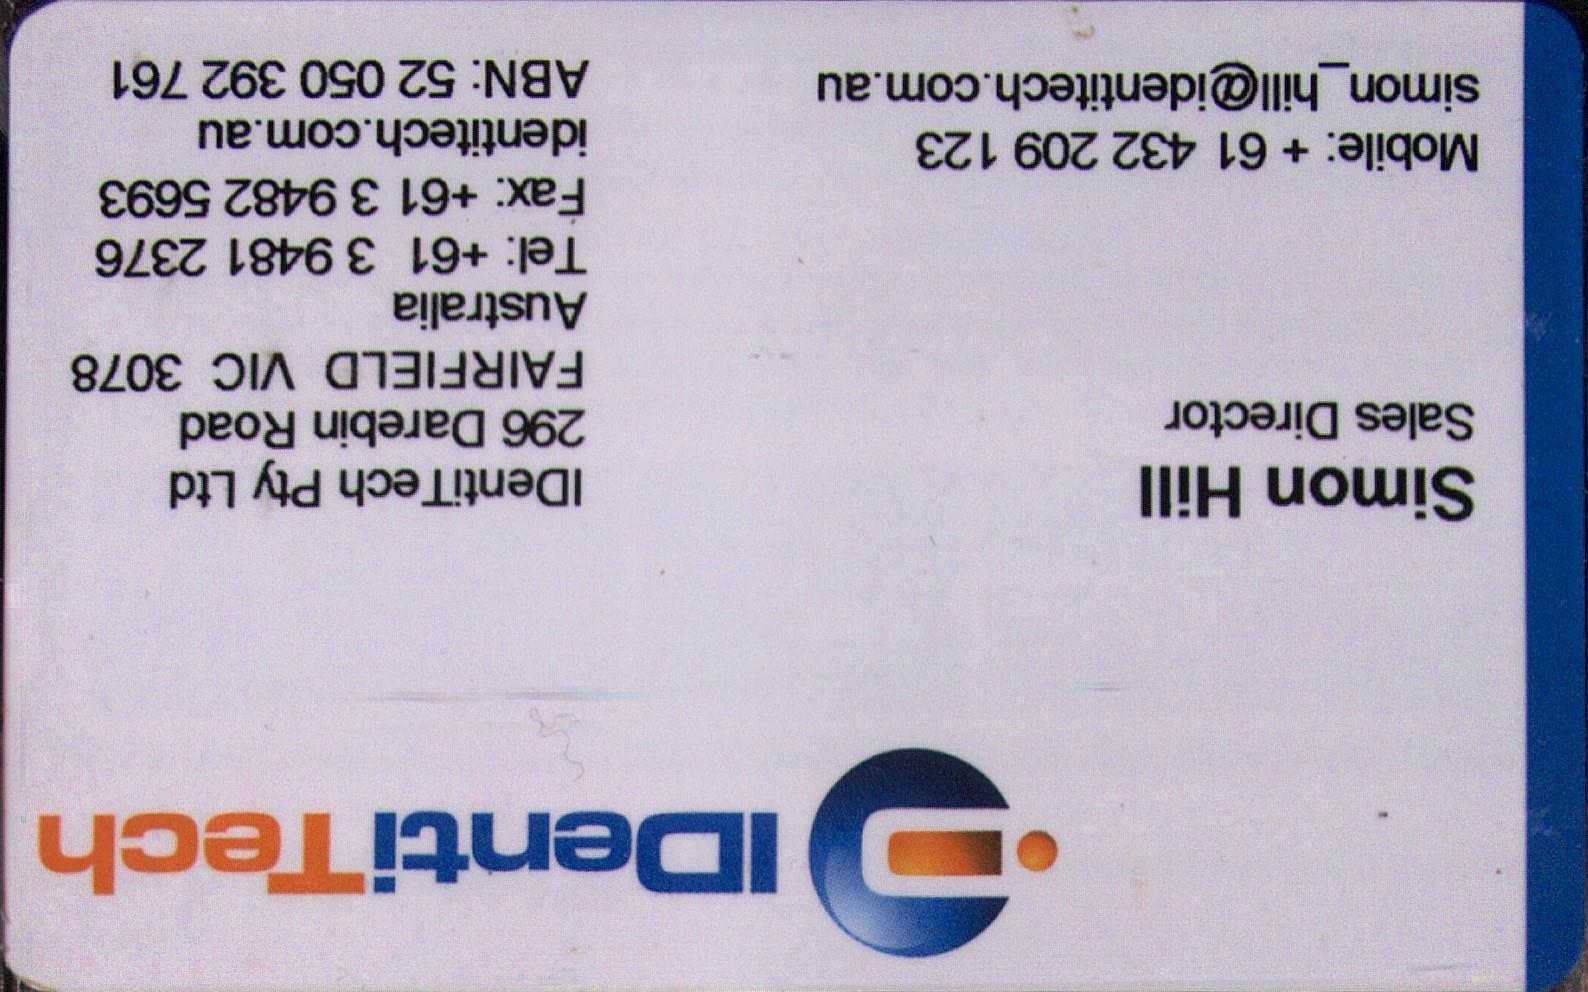 IDentiTech
Simon Hill
Sales Director
Mobile: + 61 432 209 123
simon_hill@identitech.com.au
IDentiTech Pty Ltd
296 Darebin Road
FAIRFIELD VIC 3078
Australia
Tel: +61 3 9481 2376
Fax: +61 3 9482 5693
identitech.com.au
ABN: 52 050 392 761